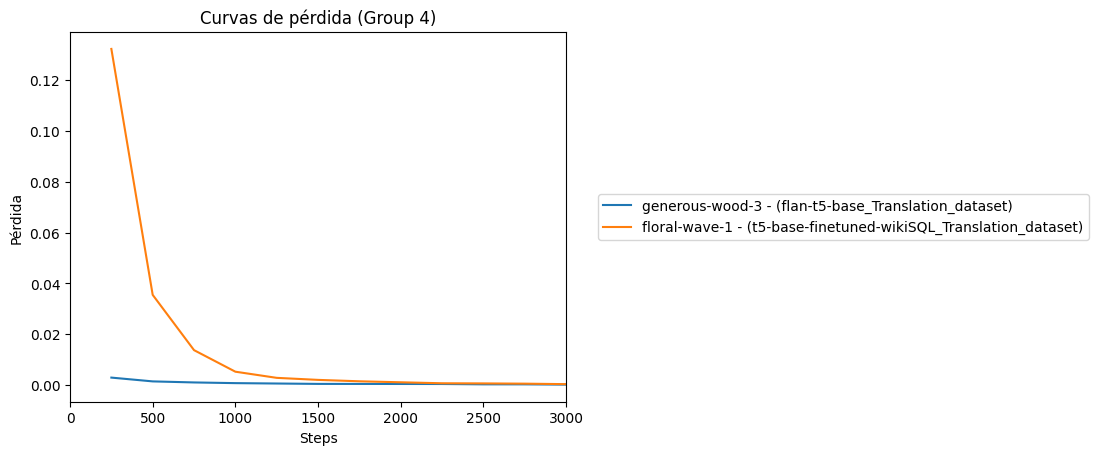 Curvas de pérdida (Group 4)
Pérdida
0.12
0.10
0.08
0.06
0.04
0.02
0.00
0 500 1000 1500 2000 2500 3000
Steps
generous-wood-3 - (flan-t5-base_Translation_dataset)
floral-wave-1 - (t5-base-finetuned-wikiSQL_Translation_dataset)